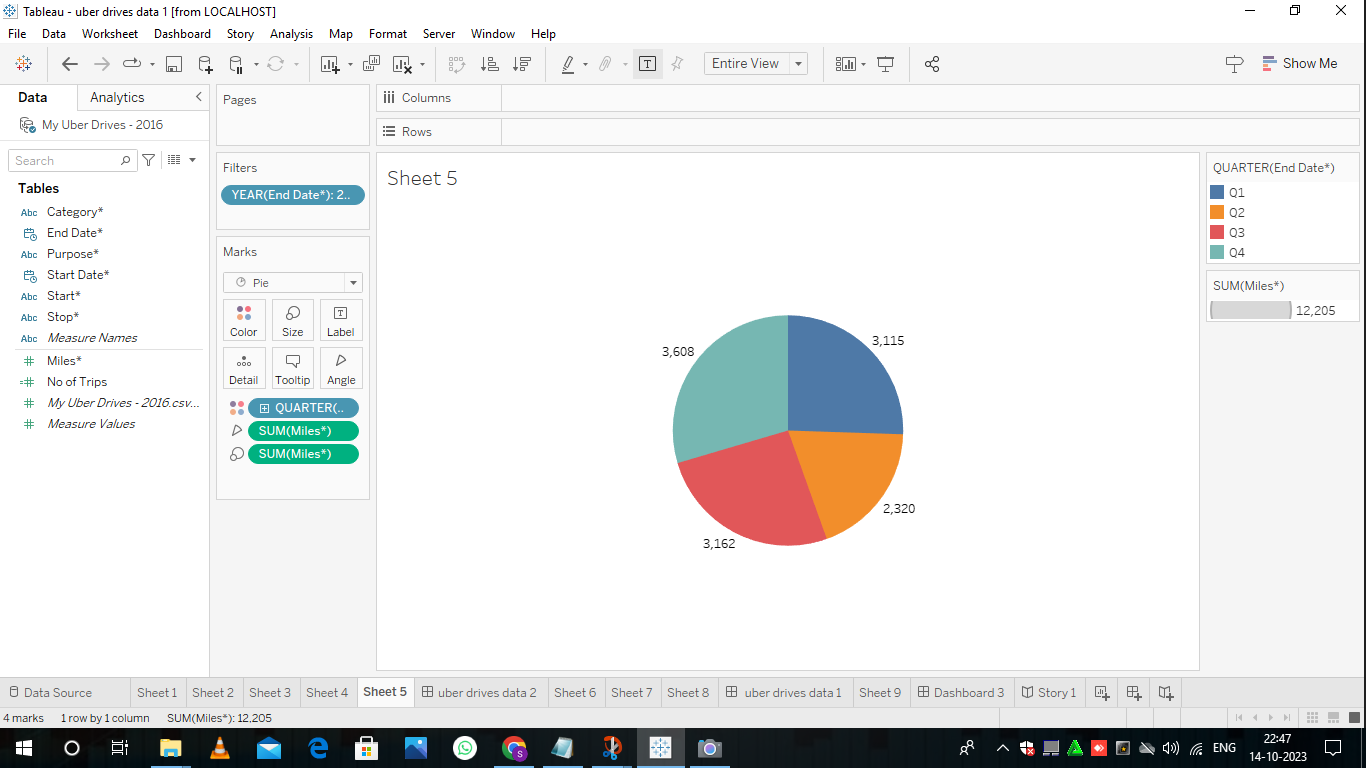 Tableau - uber drives data 1 [from LOCALHOST]
File Data Worksheet Dashboard Story Analysis Map Format Server Window Help
Entire View
Show Me
Data Analytics
My Uber Drives - 2016
Search
Tables
Abc Category*
End Date*
Abc Purpose*
Start Date*
Abc Start*
Abc Stop*
Abc Measure Names
Miles*
No of Trips
My Uber Drives - 2016.csv...
Measure Values
Pages
Filters
YEAR(End Date*): 2..
Marks
Pie
Color Size Label
Detail Tooltip Angle
QUARTER(..
SUM(Miles*)
SUM(Miles*)
Columns
Rows
Sheet 5
3,608
3,115
2,320
3,162
QUARTER(End Date*)
Q1
Q2
Q3
Q4
SUM(Miles*)
12,205
Data Source Sheet 1 Sheet 2 Sheet 3 Sheet 4 Sheet 5 uber drives data 2 Sheet 6 Sheet 7 Sheet 8 uber drives data 1 Sheet 9 Dashboard 3 Story 1
4 marks 1 row by 1 column SUM(Miles*): 12,205
ENG
22:47
14-10-2023